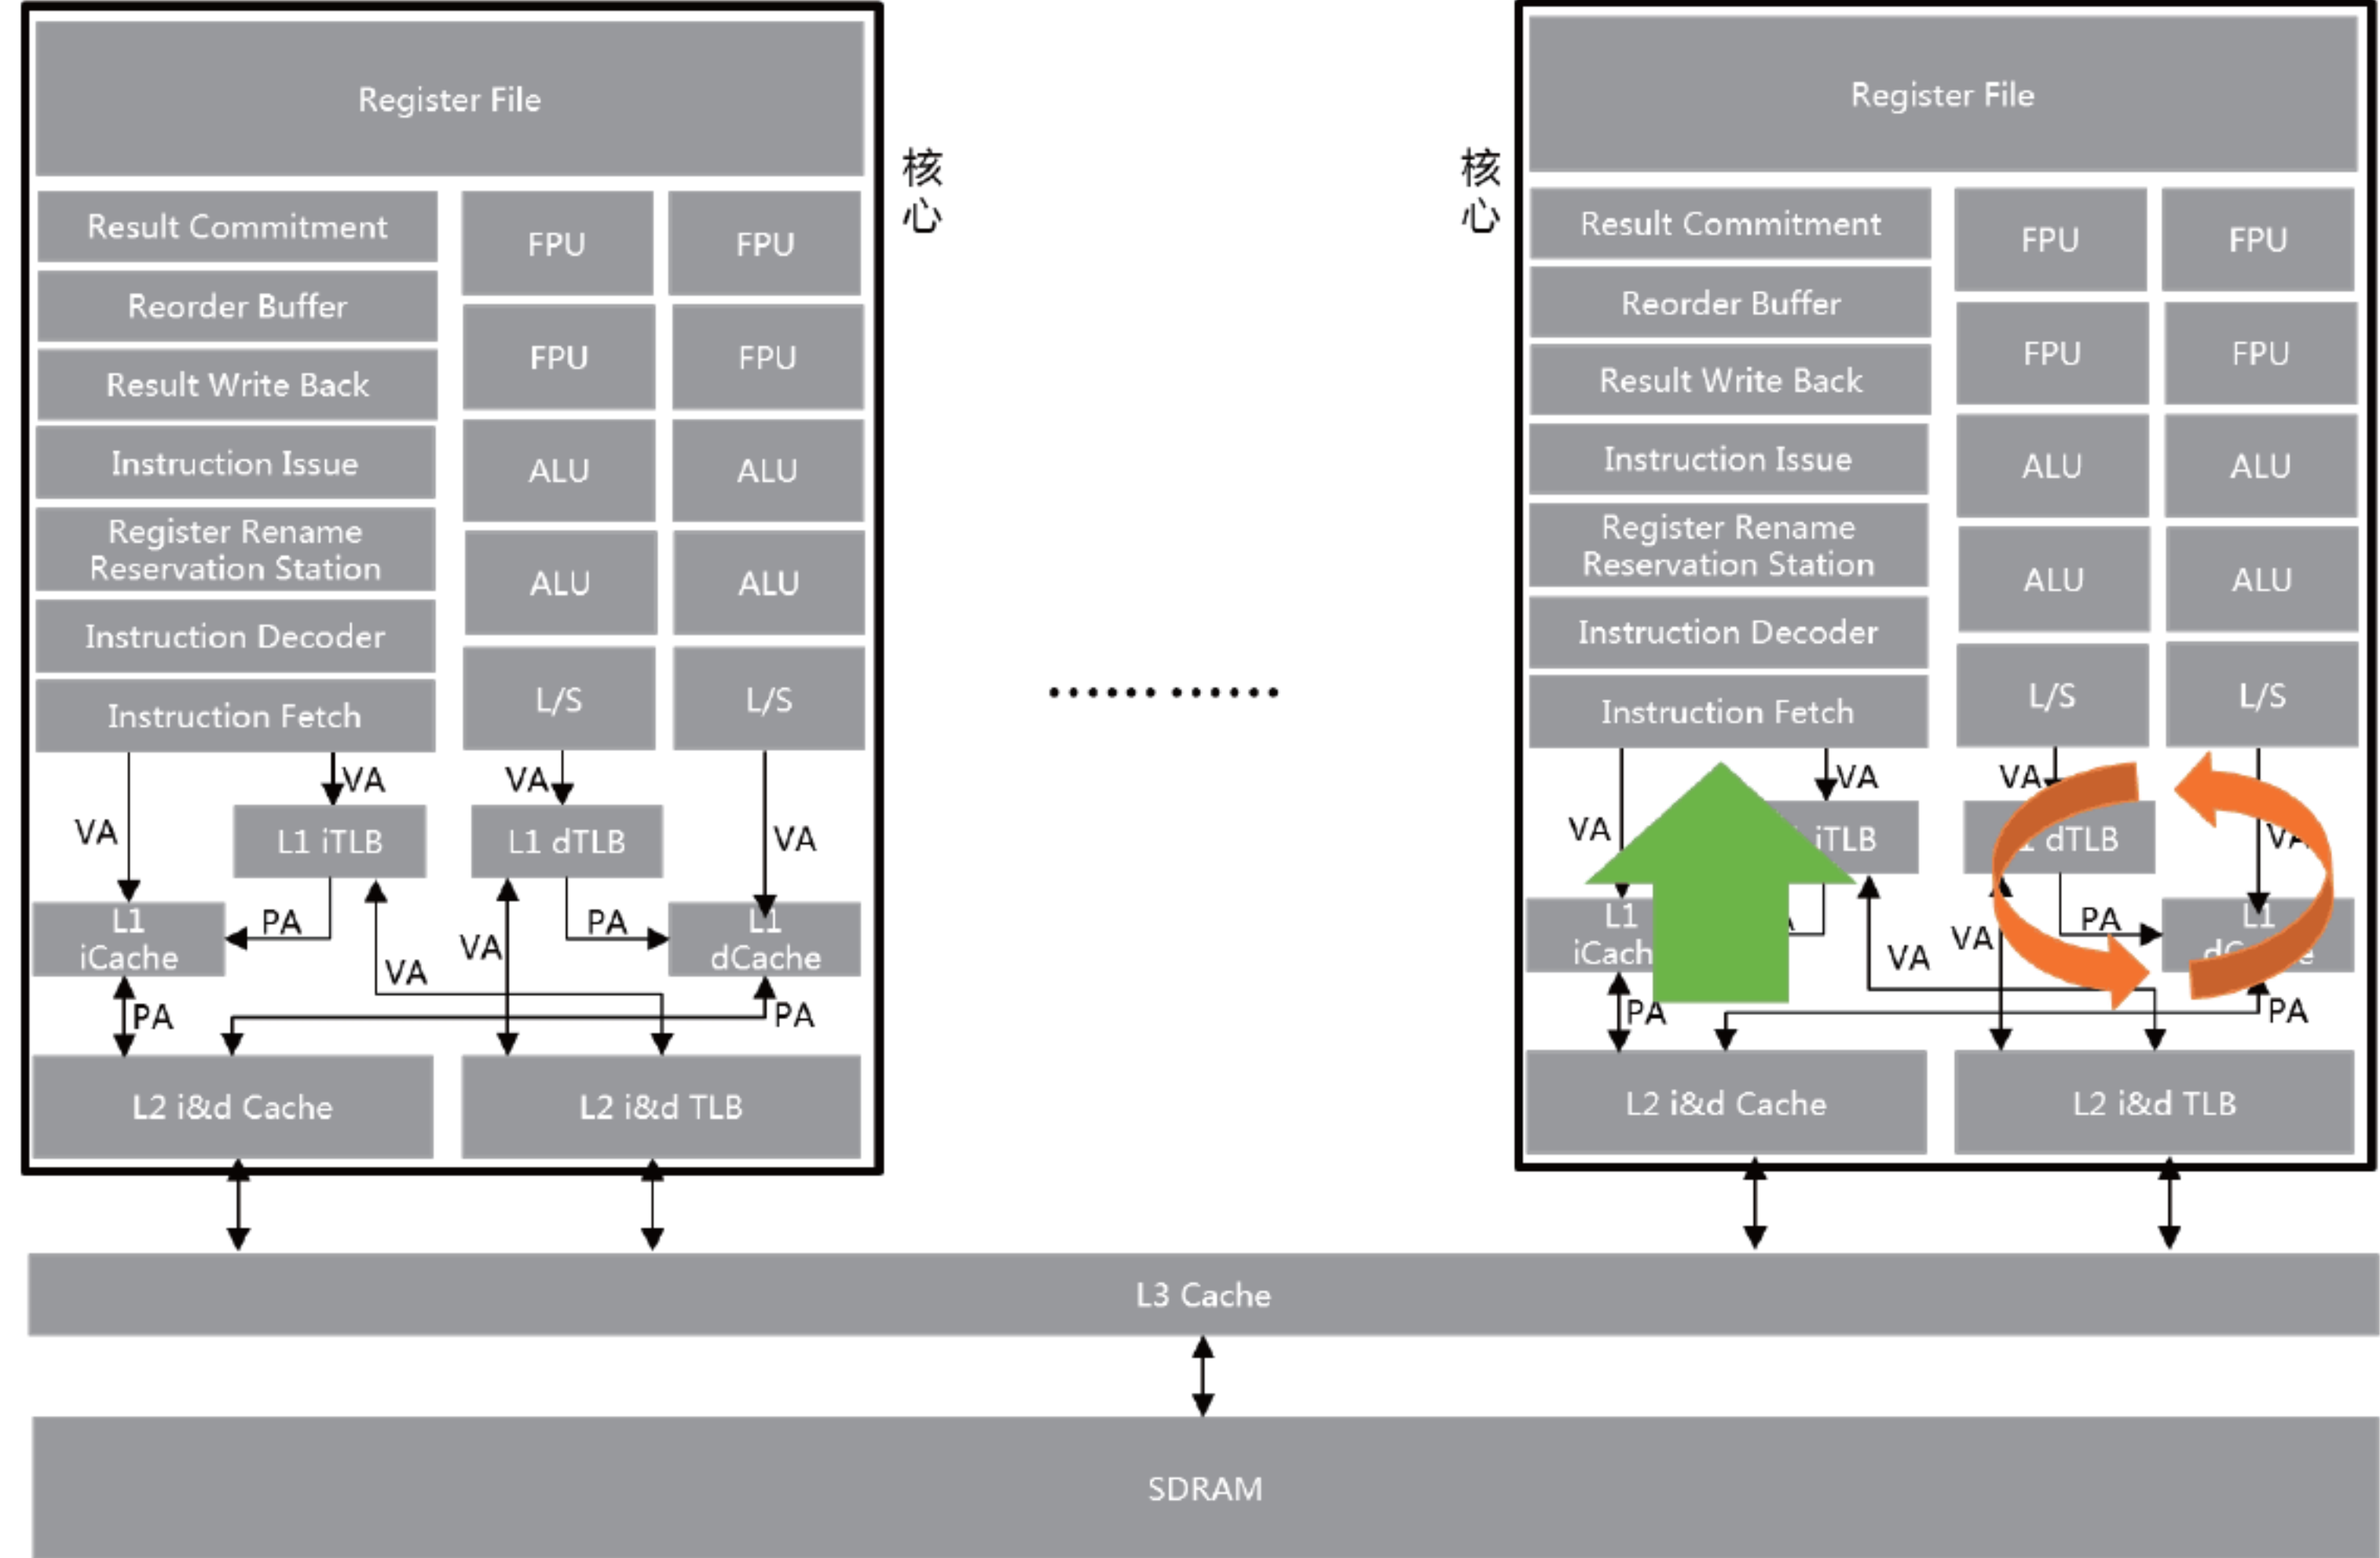 Register File
核
心
Result Commitment
Reorder Buffer
Result Write Back
Instruction Issue
Register Rename
Reservation Station
Instruction Decoder
Instruction Fetch
FPU
FPU
FPU
FPU
ALU
ALU
ALU
ALU
L/S
L/S
VA
VA
VA
VA
L1 iTLB
L1 dTLB
L1
iCache
PA
PA
L1
dCache
VA
VA
PA
PA
L2 i&d Cache
L2 i&d TLB
Register File
核
心
Result Commitment
Reorder Buffer
Result Write Back
Instruction Issue
Register Rename
Reservation Station
Instruction Decoder
Instruction Fetch
FPU
FPU
FPU
FPU
ALU
ALU
ALU
ALU
L/S
L/S
VA
VA
VA
iTLB
dTLB
L1
PA
L1
VA
VA
PA
PA
L2 i&d Cache
L2 i&d TLB
L3 Cache
SDRAM